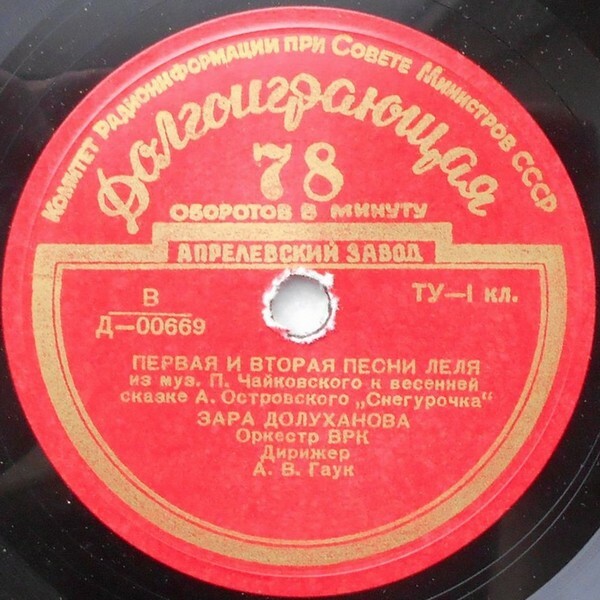 Комитет Радиоинформации при Совете Министров СССР
Долгоиграющая
78
ОБОРОТОВ В МИНУТУ
АПРЕЛЕВСКИЙ ЗАВОД
В
Д—00669
ТУ—I кл.
ПЕРВАЯ И ВТОРАЯ ПЕСНИ ЛЕЛЯ
из муз. П. Чайковского к весенней
сказке А. Островского „Снегурочка“
ЗАРА ДОЛУХАНОВА
Оркестр ВРК
Дирижер
А. В. Гаук